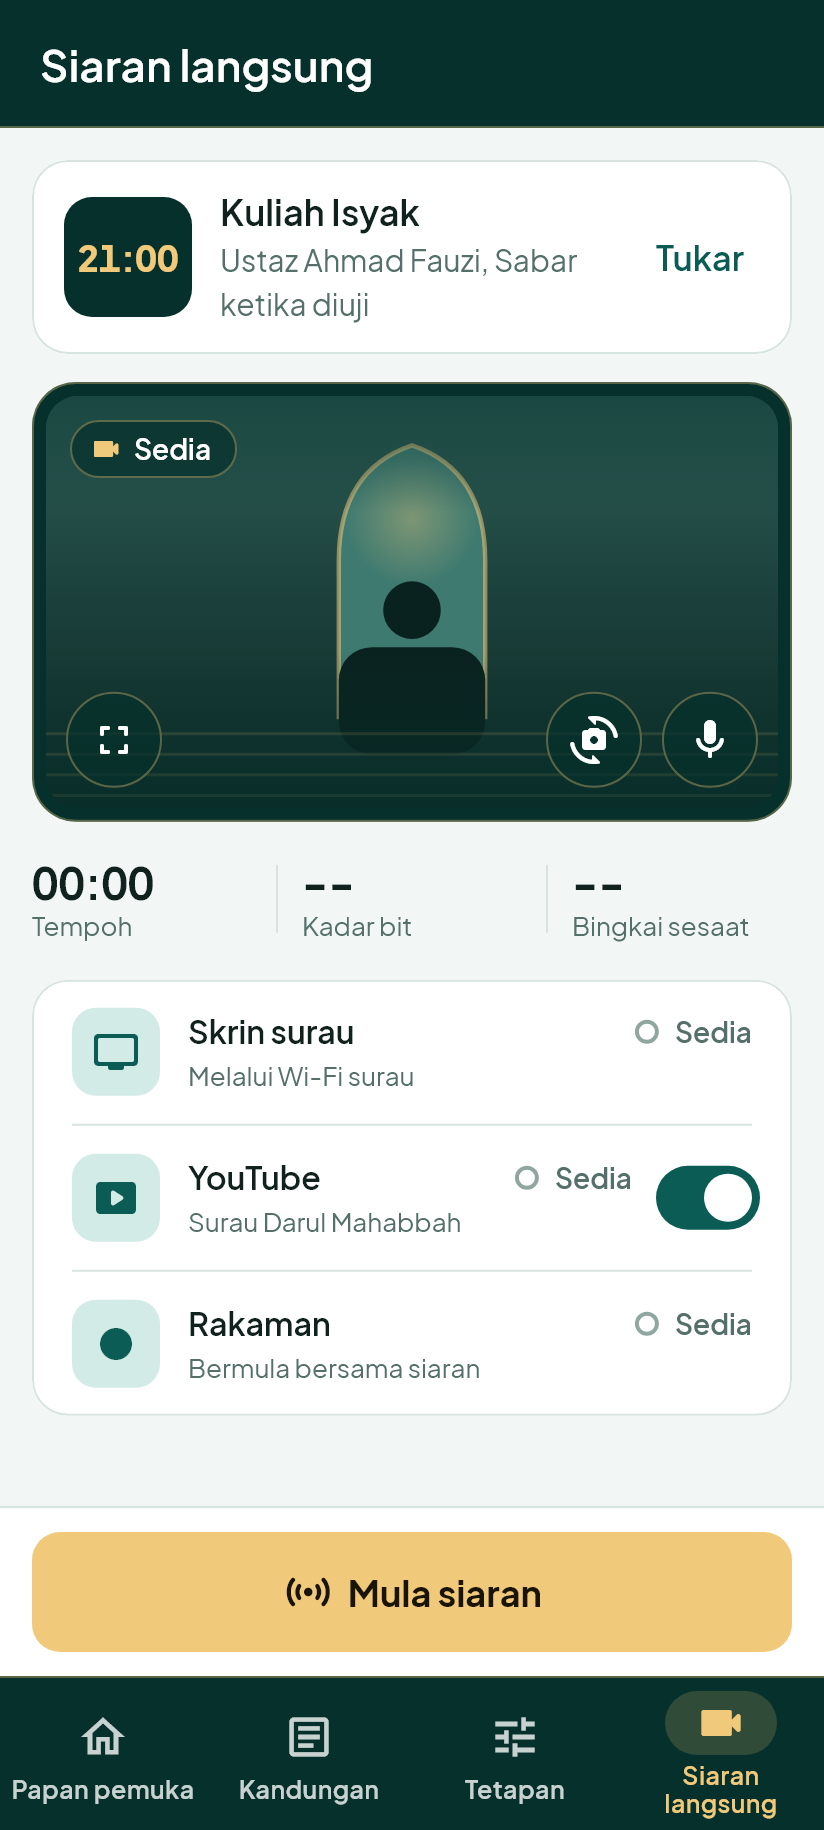 Siaran langsung
21:00
Kuliah Isyak
Ustaz Ahmad Fauzi, Sabar
ketika diuji
Tukar
Sedia
00:00
Tempoh
--
Kadar bit
--
Bingkai sesaat
Skrin surau
Sedia
Melalui Wi-Fi surau
YouTube
Sedia
Surau Darul Mahabbah
Rakaman
Sedia
Bermula bersama siaran
Mula siaran
Papan pemuka
Kandungan
Tetapan
Siaran
langsung